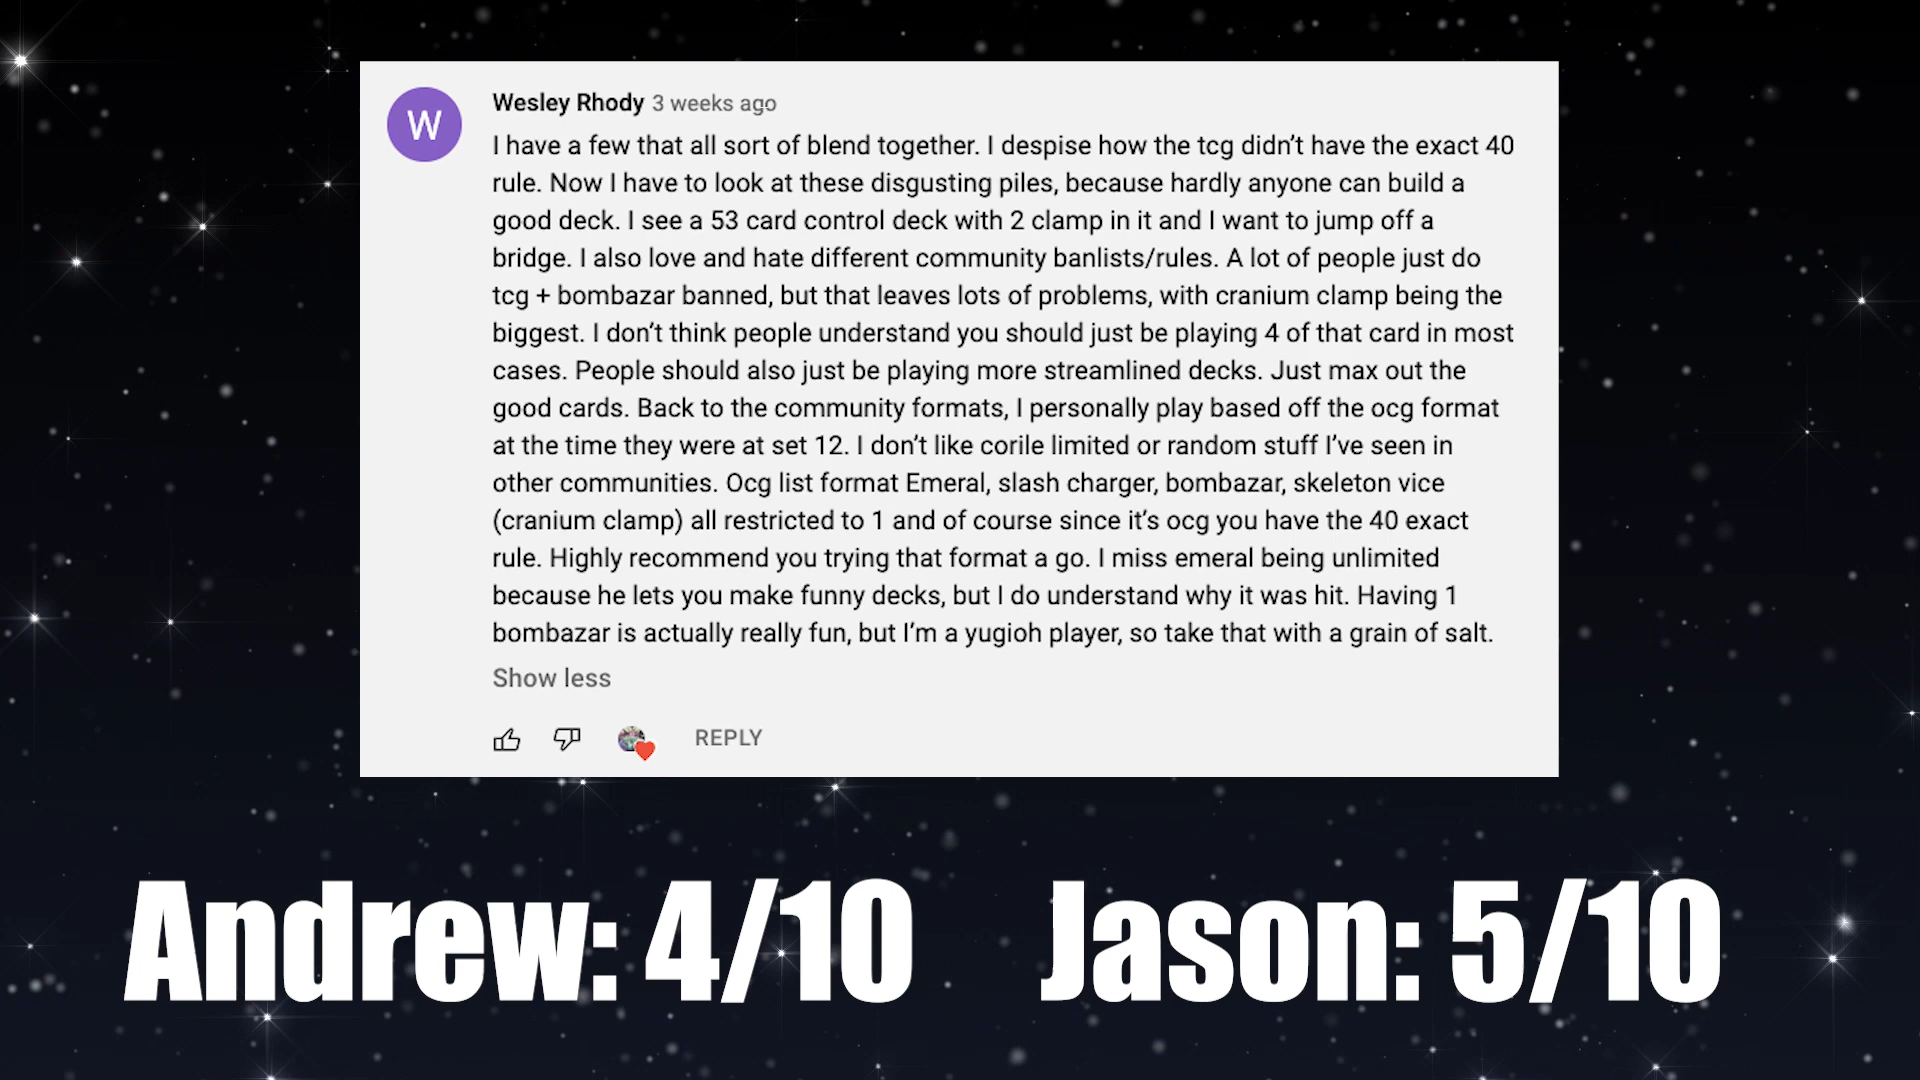 W
Wesley Rhody 3 weeks ago
I have a few that all sort of blend together. I despise how the tcg didn’t have the exact 40
rule. Now I have to look at these disgusting piles, because hardly anyone can build a
good deck. I see a 53 card control deck with 2 clamp in it and I want to jump off a
bridge. I also love and hate different community banlists/rules. A lot of people just do
tcg + bombazar banned, but that leaves lots of problems, with cranium clamp being the
biggest. I don’t think people understand you should just be playing 4 of that card in most
cases. People should also just be playing more streamlined decks. Just max out the
good cards. Back to the community formats, I personally play based off the ocg format
at the time they were at set 12. I don’t like corile limited or random stuff I’ve seen in
other communities. Ocg list format Emeral, slash charger, bombazar, skeleton vice
(cranium clamp) all restricted to 1 and of course since it’s ocg you have the 40 exact
rule. Highly recommend you trying that format a go. I miss emeral being unlimited
because he lets you make funny decks, but I do understand why it was hit. Having 1
bombazar is actually really fun, but I’m a yugioh player, so take that with a grain of salt.
Show less
REPLY
Andrew: 4/10 Jason: 5/10